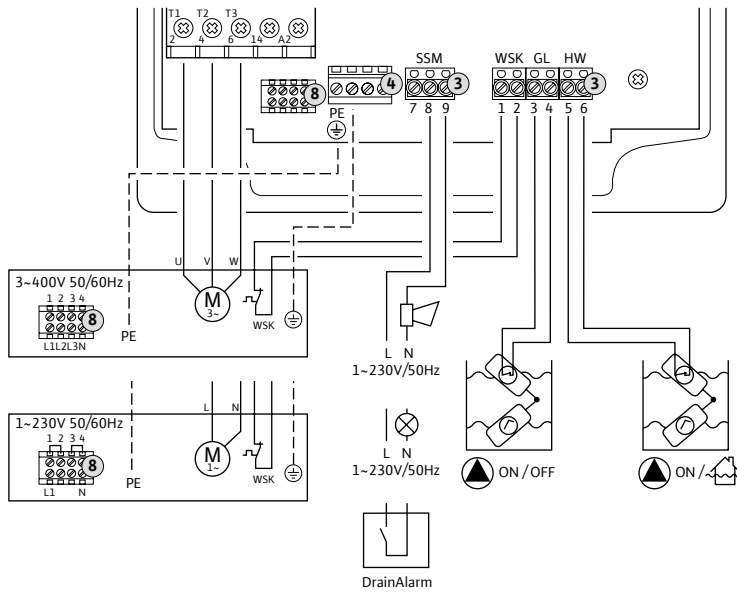 T1 T2 T3
2 4 6 14 A2
8
4
PE
SSM
3
7 8 9
WSK GL HW
3
1 2 3 4 5 6
U V W
3~400V 50/60Hz
1 2 3 4
8
L1L2L3N
PE
M
3~
WSK
L N
1~230V/50Hz
L N
1~230V 50/60Hz
1 2 3 4
8
L1 N
PE
M
1~
WSK
L N
1~230V/50Hz
ON/OFF
ON/
DrainAlarm